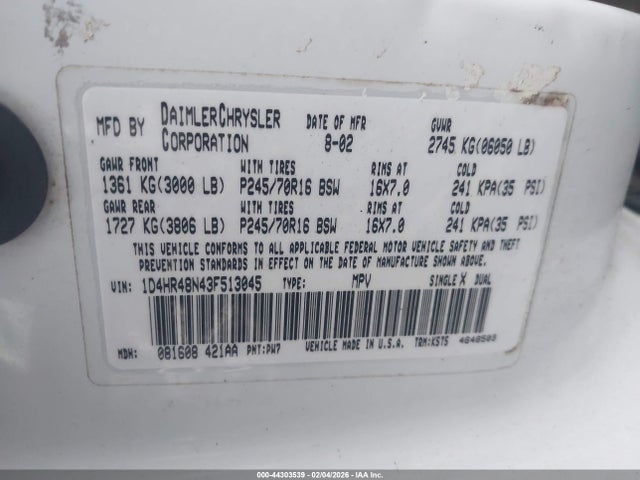 MFD BY DAIMLERCHRYSLER CORPORATION DATE OF MFR 8-02 GVWR 2745 KG(06050 LB)
GAWR FRONT WITH TIRES RIMS AT COLD
1361 KG(3000 LB) P245/70R16 BSW 16X7.0 241 KPA(35 PSI)
GAWR REAR WITH TIRES RIMS AT COLD
1727 KG(3806 LB) P245/70R16 BSW 16X7.0 241 KPA(35 PSI)
THIS VEHICLE CONFORMS TO ALL APPLICABLE FEDERAL MOTOR VEHICLE SAFETY AND THEFT
PREVENTION STANDARDS IN EFFECT ON THE DATE OF MANUFACTURE SHOWN ABOVE.
VIN: 1D4HR48N43F513045 TYPE: MPV SINGLE X DUAL
MDH: 081608 421AA PNT:PW7 VEHICLE MADE IN U.S.A. TRM:K5T5 4648503
000-44303539 - 02/04/2026 - IAA Inc.